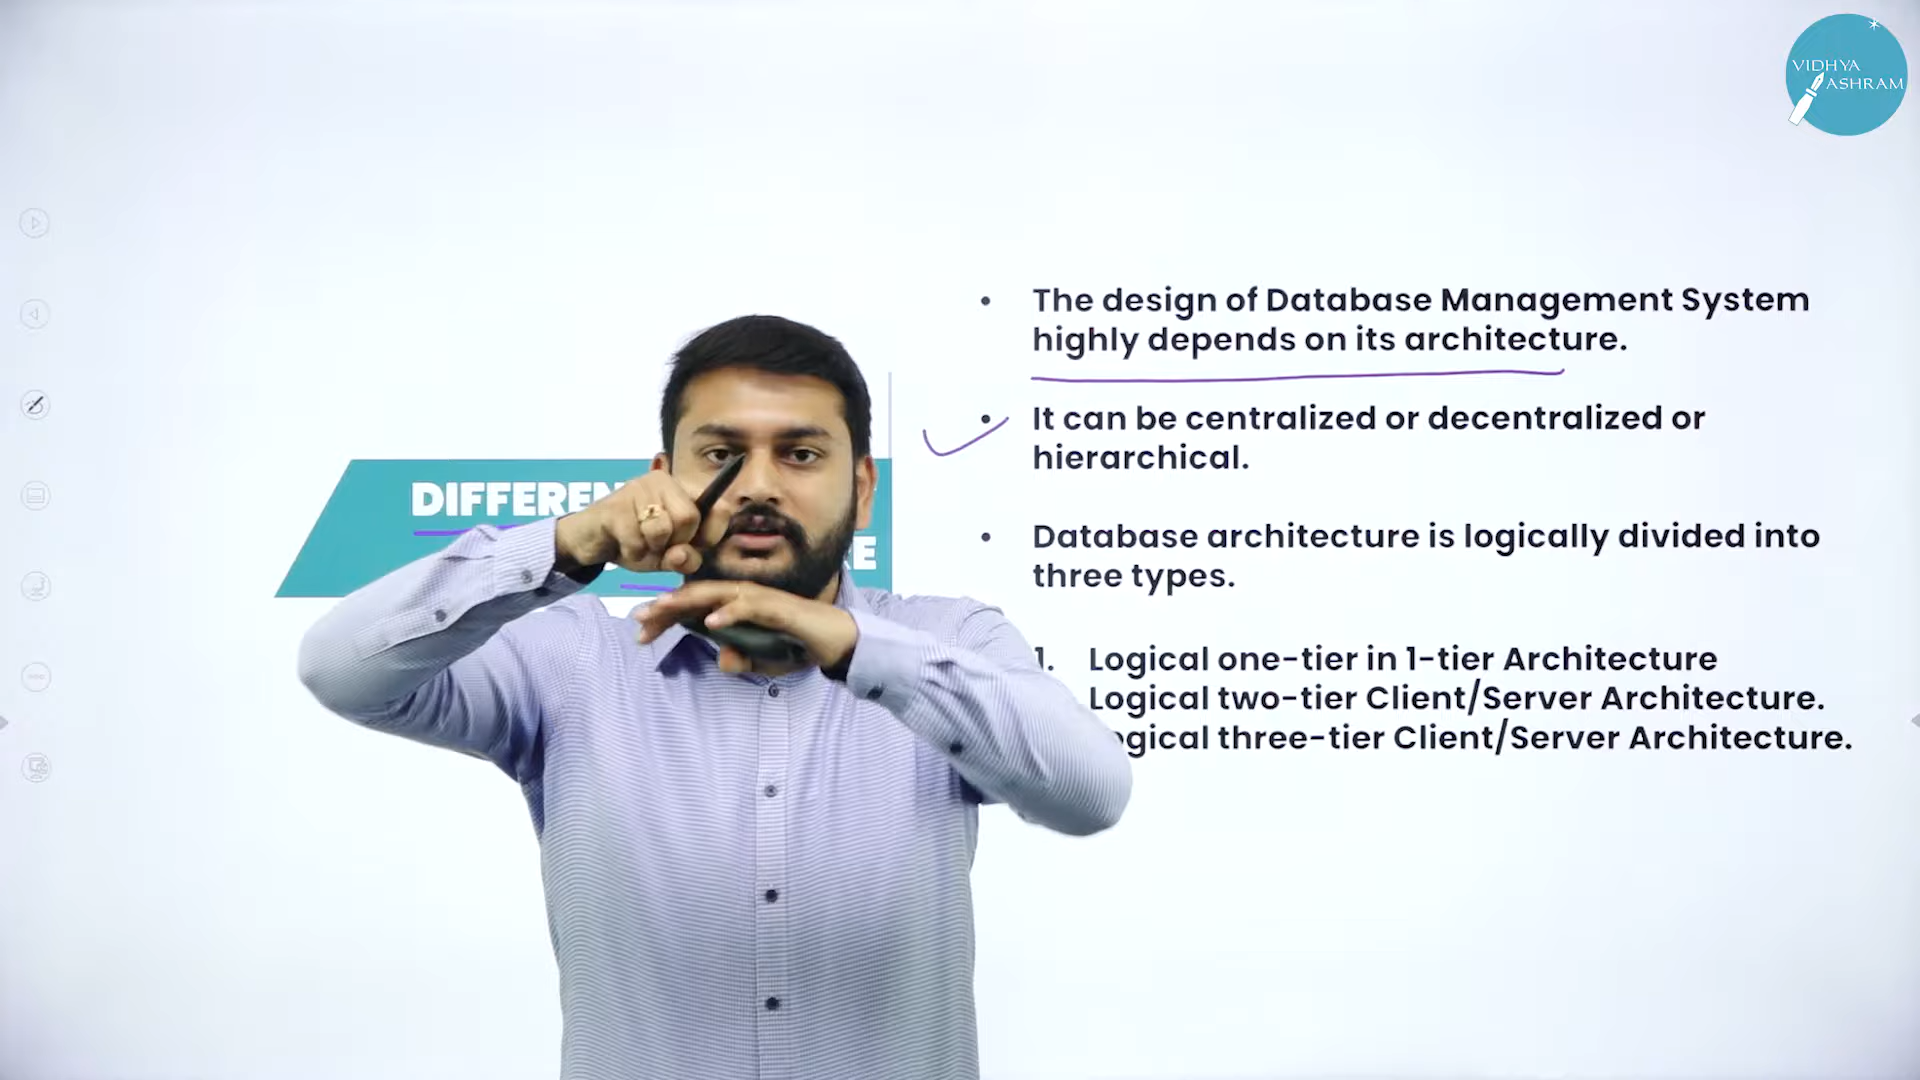 VIDHYA
ASHRAM
• The design of Database Management System
highly depends on its architecture.
• It can be centralized or decentralized or
hierarchical.
• Database architecture is logically divided into
three types.
1. Logical one-tier in 1-tier Architecture
Logical two-tier Client/Server Architecture.
three-tier Client/Server Architecture.